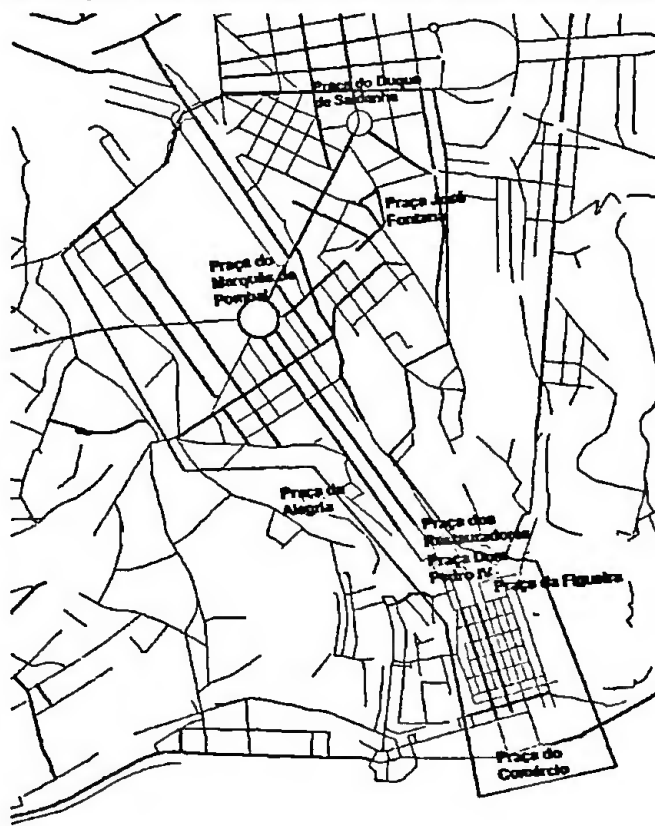 Praça do Duque
de Saldanha
Praça José
Fontana
Praça do
Marquês de
Pombal
Praça da
Alegria
Praça dos
Restauradores
Praça Dom
Pedro IV
Praça da Figueira
Praça do
Comércio